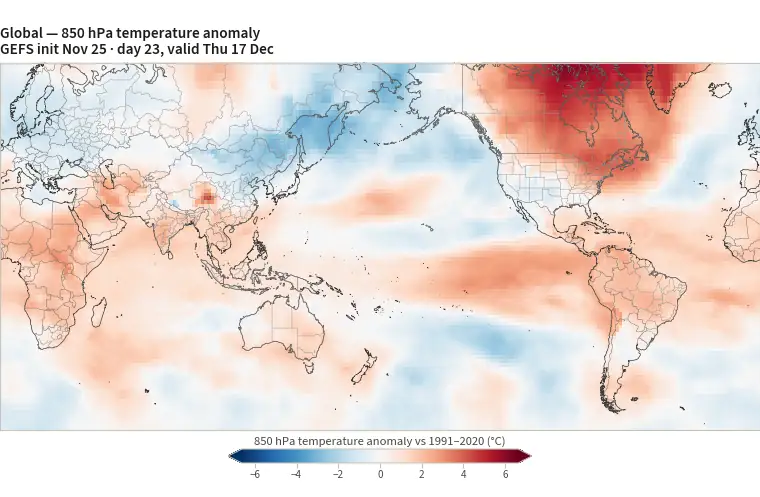 Global — 850 hPa temperature anomaly
GEFS init Nov 25 · day 23, valid Thu 17 Dec
850 hPa temperature anomaly vs 1991–2020 (°C)
−6 −4 −2 0 2 4 6